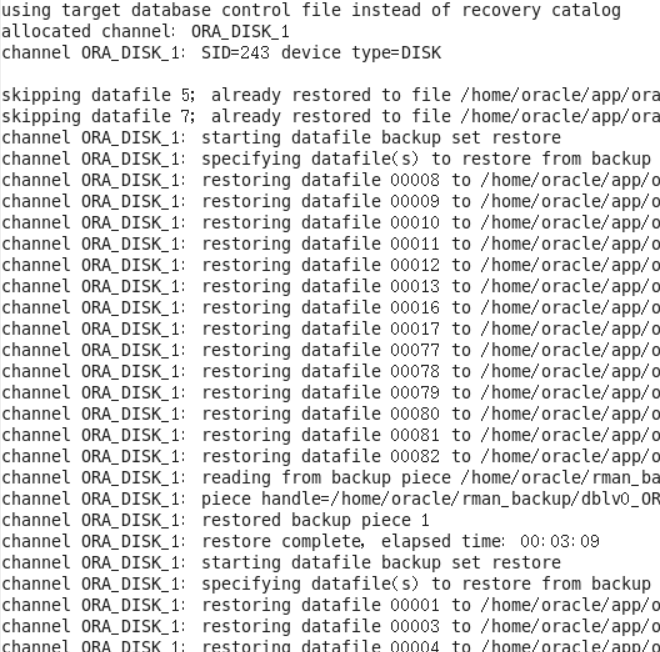 using target database control file instead of recovery catalog
allocated channel: ORA_DISK_1
channel ORA_DISK_1: SID=243 device type=DISK
skipping datafile 5; already restored to file /home/oracle/app/ora
skipping datafile 7; already restored to file /home/oracle/app/ora
channel ORA_DISK_1: starting datafile backup set restore
channel ORA_DISK_1: specifying datafile(s) to restore from backup
channel ORA_DISK_1: restoring datafile 00008 to /home/oracle/app/o
channel ORA_DISK_1: restoring datafile 00009 to /home/oracle/app/o
channel ORA_DISK_1: restoring datafile 00010 to /home/oracle/app/o
channel ORA_DISK_1: restoring datafile 00011 to /home/oracle/app/o
channel ORA_DISK_1: restoring datafile 00012 to /home/oracle/app/o
channel ORA_DISK_1: restoring datafile 00013 to /home/oracle/app/o
channel ORA_DISK_1: restoring datafile 00016 to /home/oracle/app/o
channel ORA_DISK_1: restoring datafile 00017 to /home/oracle/app/o
channel ORA_DISK_1: restoring datafile 00077 to /home/oracle/app/o
channel ORA_DISK_1: restoring datafile 00078 to /home/oracle/app/o
channel ORA_DISK_1: restoring datafile 00079 to /home/oracle/app/o
channel ORA_DISK_1: restoring datafile 00080 to /home/oracle/app/o
channel ORA_DISK_1: restoring datafile 00081 to /home/oracle/app/o
channel ORA_DISK_1: restoring datafile 00082 to /home/oracle/app/o
channel ORA_DISK_1: reading from backup piece /home/oracle/rman_ba
channel ORA_DISK_1: piece handle=/home/oracle/rman_backup/dblv0_OR
channel ORA_DISK_1: restored backup piece 1
channel ORA_DISK_1: restore complete, elapsed time: 00:03:09
channel ORA_DISK_1: starting datafile backup set restore
channel ORA_DISK_1: specifying datafile(s) to restore from backup
channel ORA_DISK_1: restoring datafile 00001 to /home/oracle/app/o
channel ORA_DISK_1: restoring datafile 00003 to /home/oracle/app/o
channel ORA_DISK_1: restoring datafile 00004 to /home/oracle/app/o